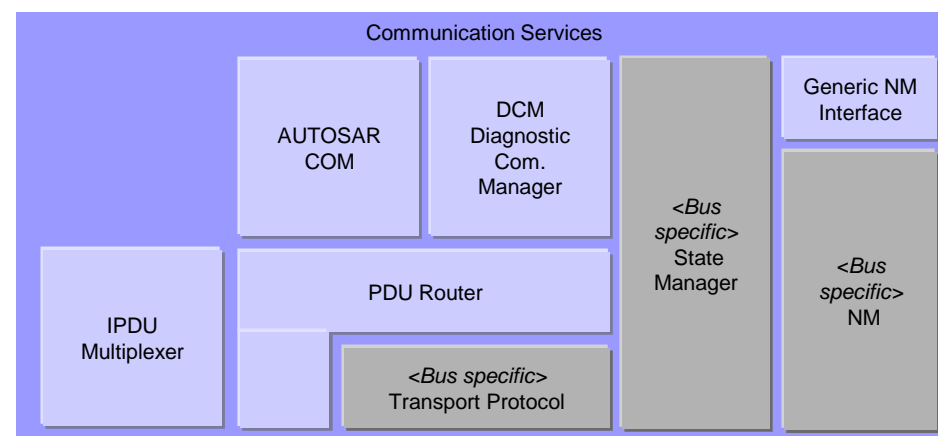 Communication Services
AUTOSAR
COM
DCM
Diagnostic
Com.
Manager
<Bus
specific>
State
Manager
Generic NM
Interface
<Bus
specific>
NM
IPDU
Multiplexer
PDU Router
<Bus specific>
Transport Protocol